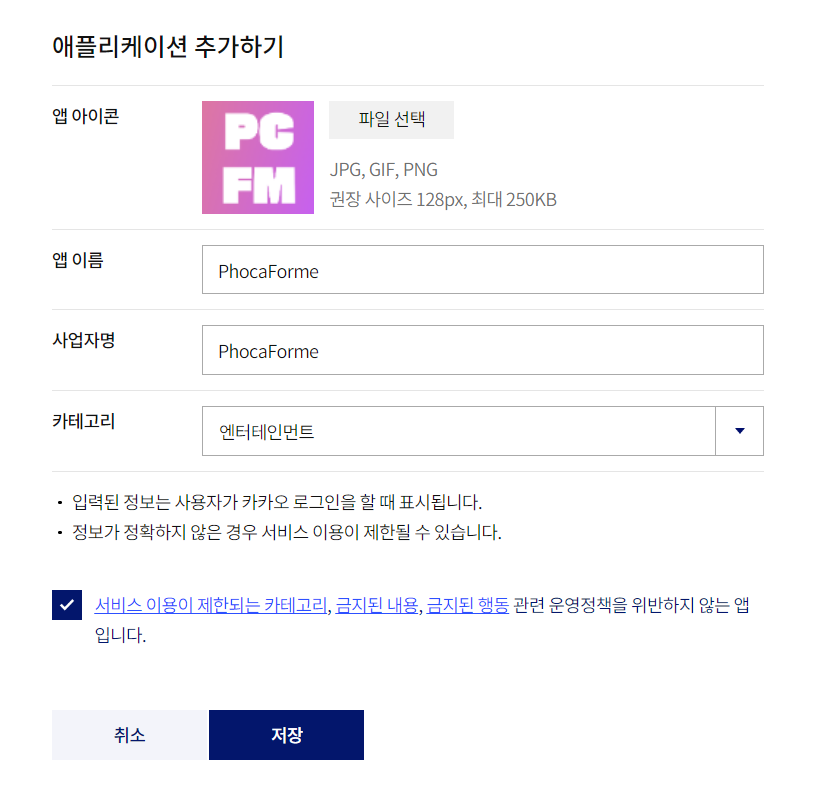 애플리케이션 추가하기
앱 아이콘
PC
FM
파일 선택
JPG, GIF, PNG
권장 사이즈 128px, 최대 250KB
앱 이름
PhocaForme
사업자명
PhocaForme
카테고리
엔터테인먼트
• 입력된 정보는 사용자가 카카오 로그인을 할 때 표시됩니다.
• 정보가 정확하지 않은 경우 서비스 이용이 제한될 수 있습니다.
서비스 이용이 제한되는 카테고리, 금지된 내용, 금지된 행동 관련 운영정책을 위반하지 않는 앱
입니다.
취소
저장